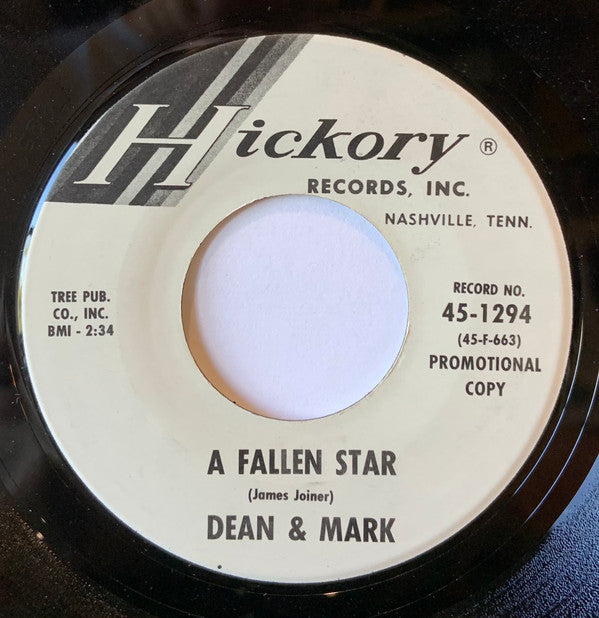 Hickory ®
RECORDS, INC.
NASHVILLE, TENN.
TREE PUB.
CO., INC.
BMI - 2:34
RECORD NO.
45-1294
(45-F-663)
PROMOTIONAL
COPY
A FALLEN STAR
(James Joiner)
DEAN & MARK